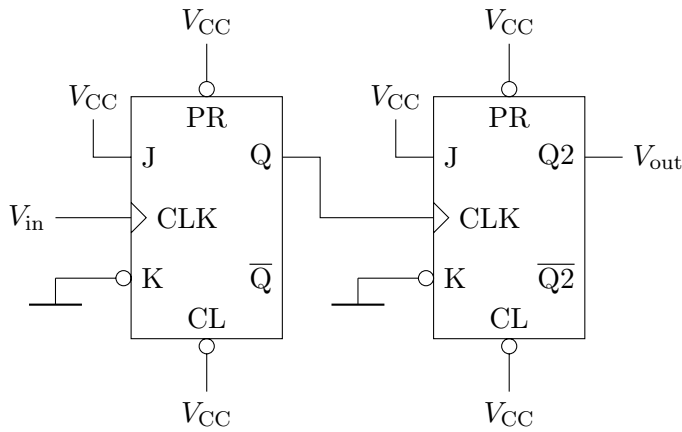 V_CC V_CC
PR PR
V_CC V_CC
J Q J Q2 V_out
V_in CLK CLK
K Q̅ K Q̅2̅
CL CL
V_CC V_CC